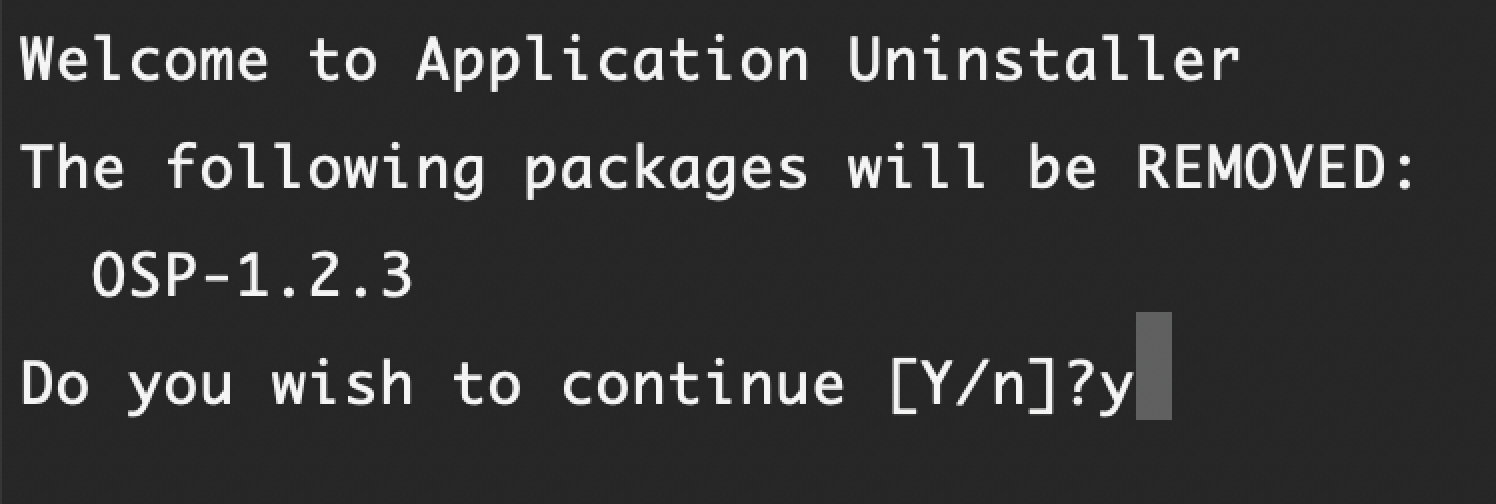 Welcome to Application Uninstaller
The following packages will be REMOVED:
OSP-1.2.3
Do you wish to continue [Y/n]?y